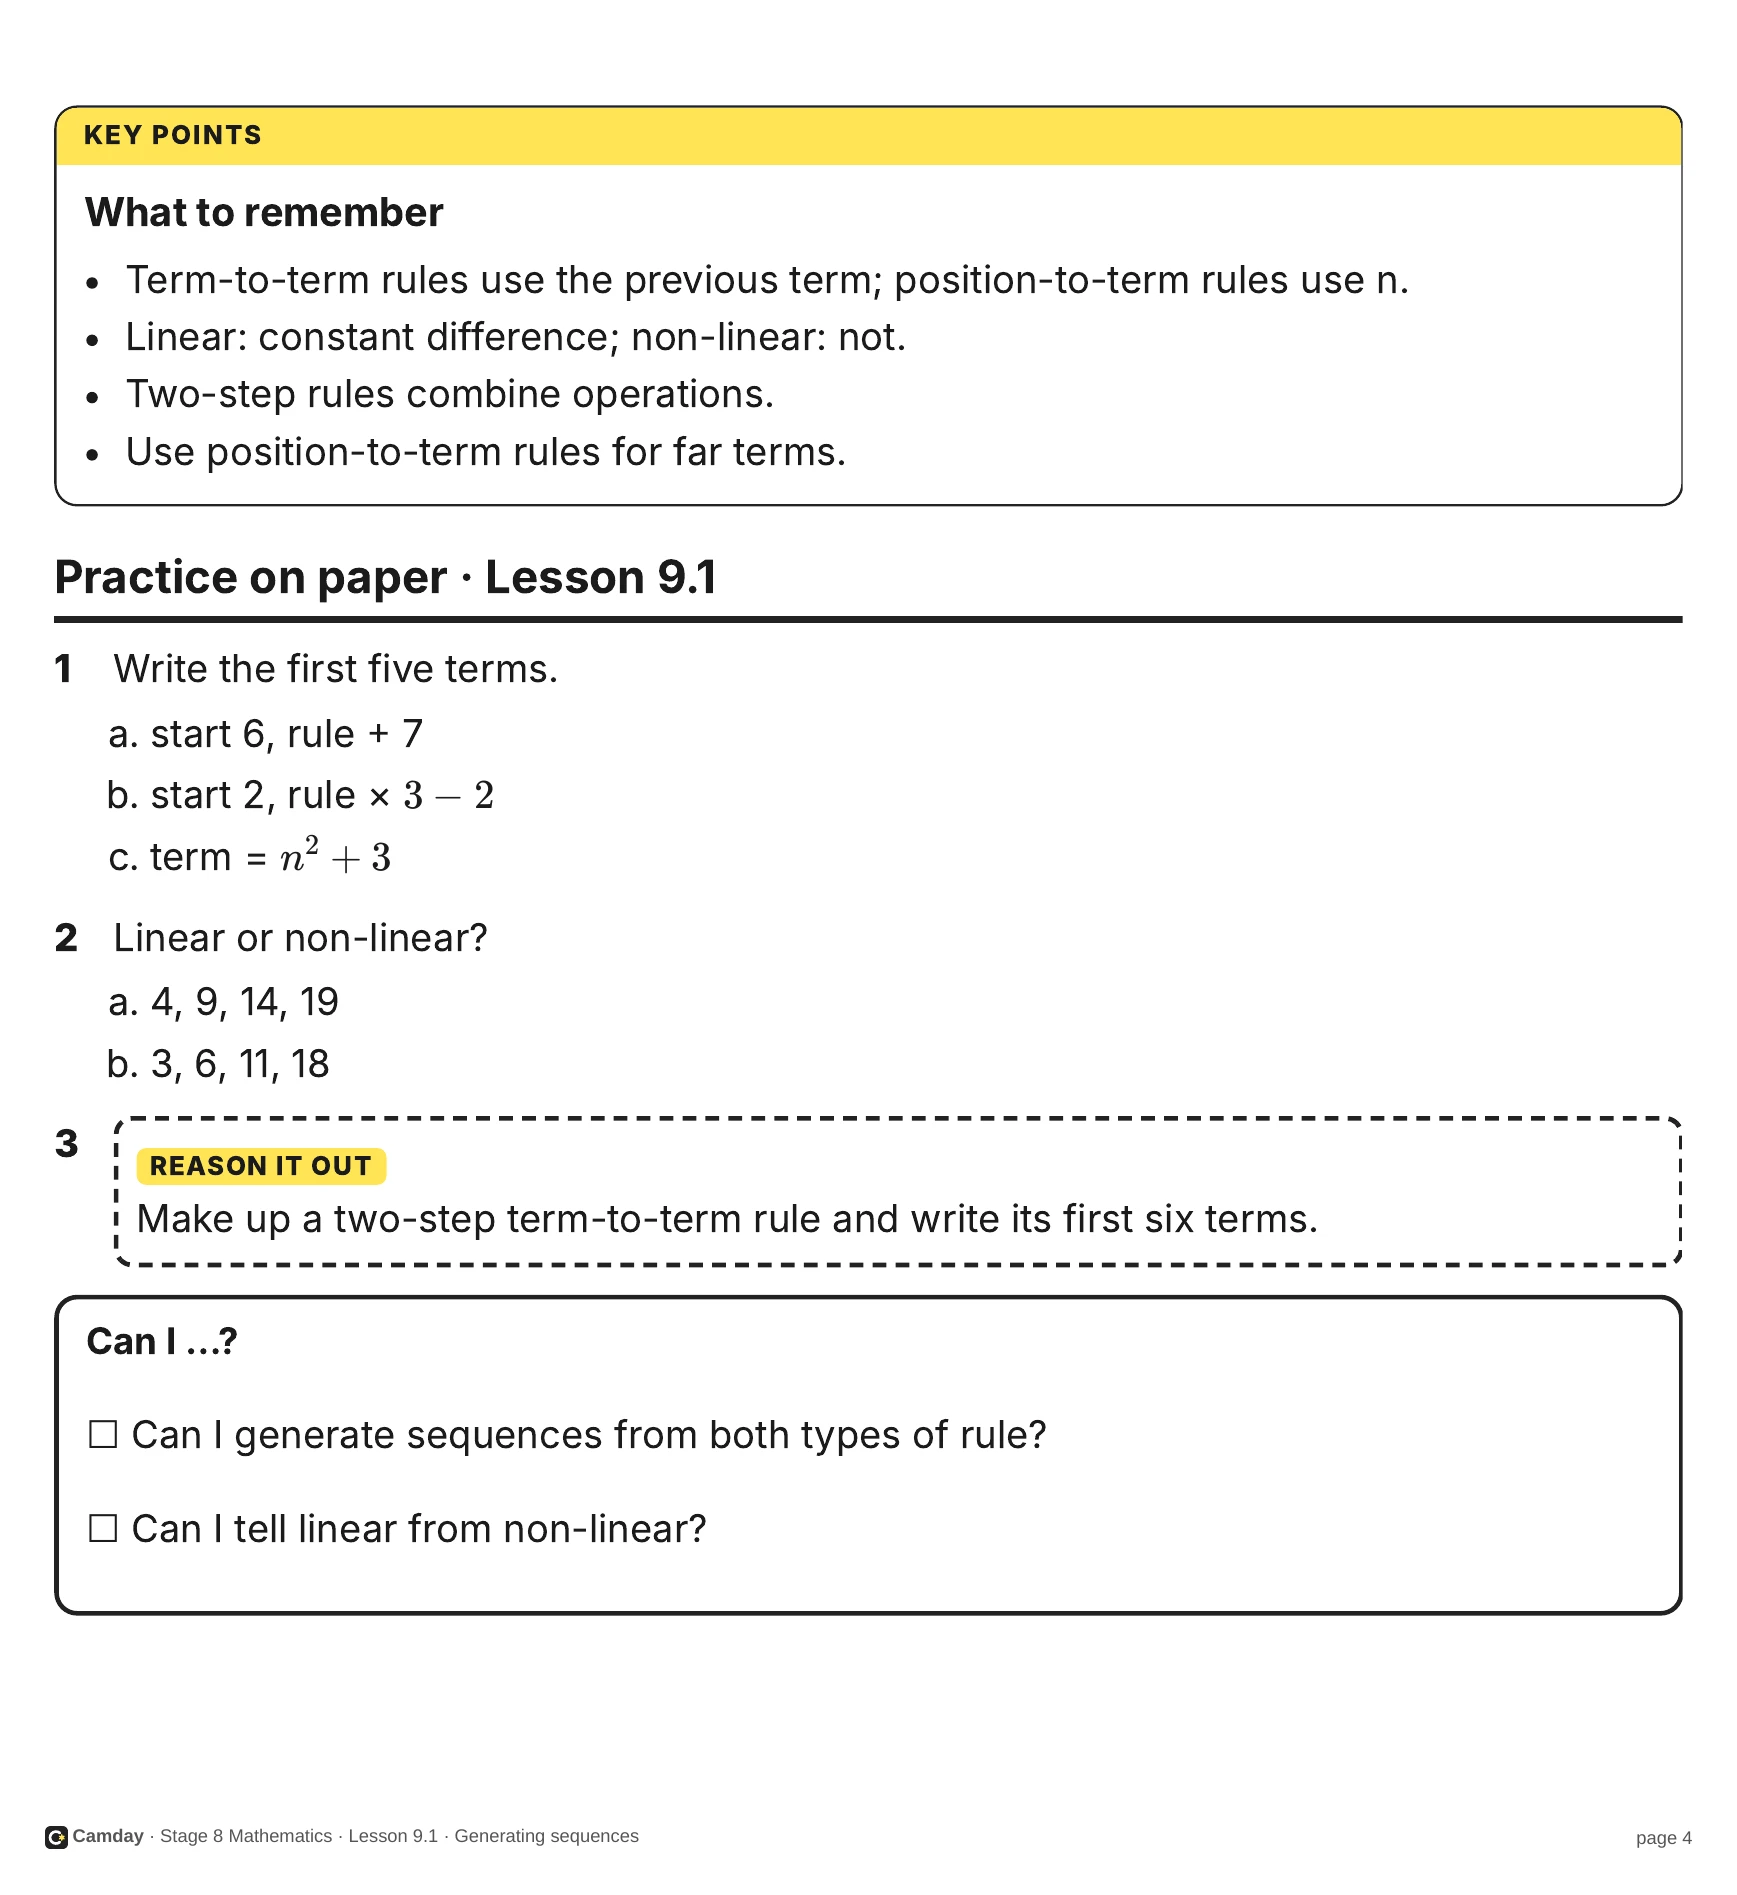 KEY POINTS
What to remember
• Term-to-term rules use the previous term; position-to-term rules use n.
• Linear: constant difference; non-linear: not.
• Two-step rules combine operations.
• Use position-to-term rules for far terms.
Practice on paper · Lesson 9.1
1 Write the first five terms.
a. start 6, rule + 7
b. start 2, rule × 3 − 2
c. term = n² + 3
2 Linear or non-linear?
a. 4, 9, 14, 19
b. 3, 6, 11, 18
3 REASON IT OUT
Make up a two-step term-to-term rule and write its first six terms.
Can I …?
☐ Can I generate sequences from both types of rule?
☐ Can I tell linear from non-linear?
Camday · Stage 8 Mathematics · Lesson 9.1 · Generating sequences page 4